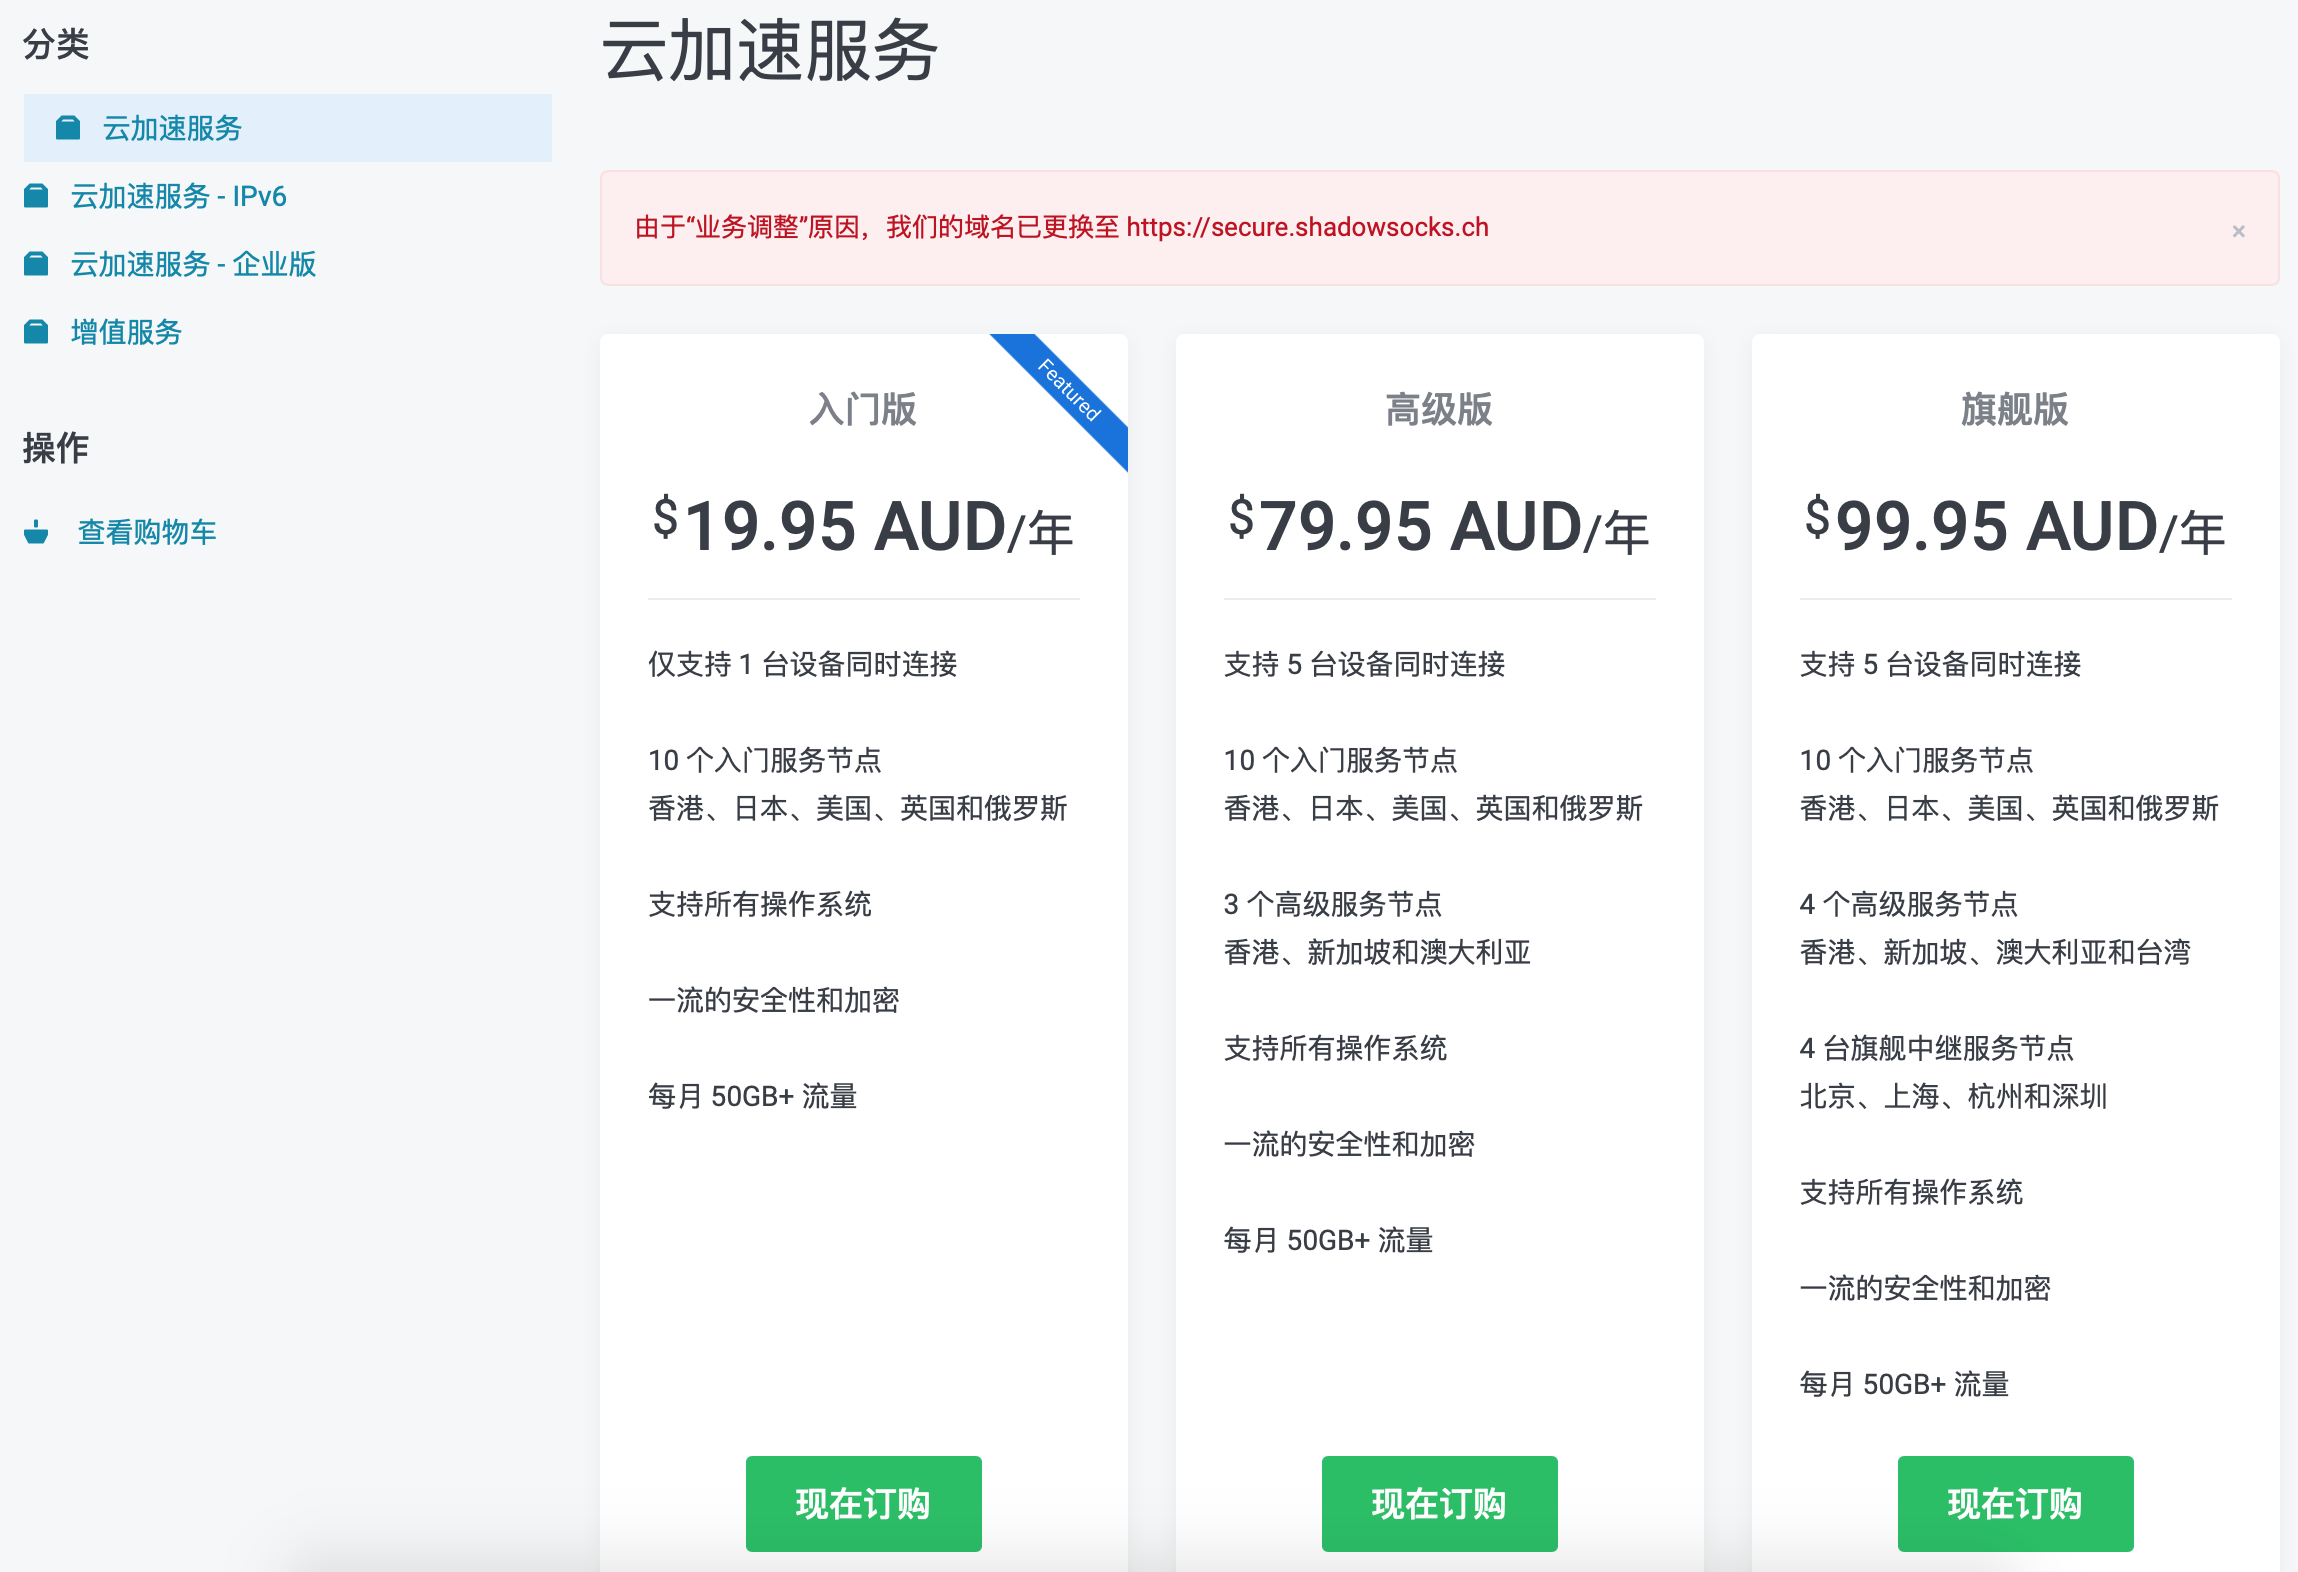 分类
云加速服务
云加速服务 - IPv6
云加速服务 - 企业版
增值服务
操作
查看购物车
云加速服务
由于“业务调整”原因，我们的域名已更换至 https://secure.shadowsocks.ch
×
Featured
入门版
$19.95 AUD/年
仅支持 1 台设备同时连接
10 个入门服务节点
香港、日本、美国、英国和俄罗斯
支持所有操作系统
一流的安全性和加密
每月 50GB+ 流量
现在订购
高级版
$79.95 AUD/年
支持 5 台设备同时连接
10 个入门服务节点
香港、日本、美国、英国和俄罗斯
3 个高级服务节点
香港、新加坡和澳大利亚
支持所有操作系统
一流的安全性和加密
每月 50GB+ 流量
现在订购
旗舰版
$99.95 AUD/年
支持 5 台设备同时连接
10 个入门服务节点
香港、日本、美国、英国和俄罗斯
4 个高级服务节点
香港、新加坡、澳大利亚和台湾
4 台旗舰中继服务节点
北京、上海、杭州和深圳
支持所有操作系统
一流的安全性和加密
每月 50GB+ 流量
现在订购